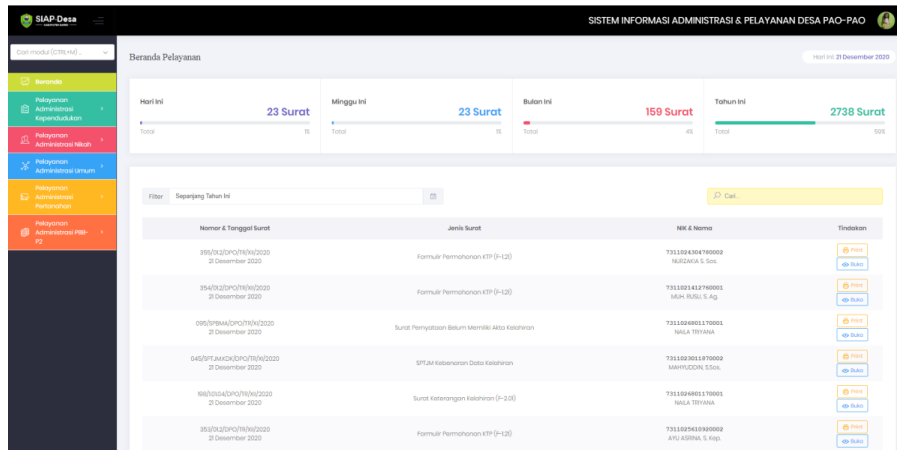 SIAP-Desa
SISTEM INFORMASI ADMINISTRASI & PELAYANAN DESA PAO-PAO
Cari modul (CTRL+M) ...
Beranda Pelayanan
Hari Ini: 21 Desember 2020
Beranda
Pelayanan Administrasi Kependudukan
Pelayanan Administrasi Nikah
Pelayanan Administrasi Umum
Pelayanan Administrasi Pertanahan
Pelayanan Administrasi PBB-P2
Hari Ini
23 Surat
Total 1%
Minggu Ini
23 Surat
Total 1%
Bulan Ini
159 Surat
Total 4%
Tahun Ini
2738 Surat
Total 59%
Filter Sepanjang Tahun Ini
Cari..
Nomor & Tanggal Surat Jenis Surat NIK & Nama Tindakan
355/012/DPO/TR/XII/2020 Formulir Permohonan KTP (F-1.21) 7311024304780002 Print
21 Desember 2020 NURZAKIA S. Sos. Buka
354/012/DPO/TR/XII/2020 Formulir Permohonan KTP (F-1.21) 7311021412760001 Print
21 Desember 2020 MUH. RUSLI, S. Ag. Buka
095/SPBMA/DPO/TR/XI/2020 Surat Pernyataan Belum Memiliki Akta Kelahiran 7311026801170001 Print
21 Desember 2020 NAILA TRIYANA Buka
045/SPTJMKDK/DPO/TR/XI/2020 SPTJM Kebenaran Data Kelahiran 7311023011870002 Print
21 Desember 2020 MAHYUDDIN, S.Sos. Buka
Surat Keterangan Kelahiran (F-2.01) 7311026801170001 Print
21 Desember 2020 NAILA TRIYANA Buka
353/012/DPO/TR/XII/2020 Formulir Permohonan KTP (F-1.21) 7311025610920002 Print
21 Desember 2020 AYU ASRINA, S. Kep. Buka